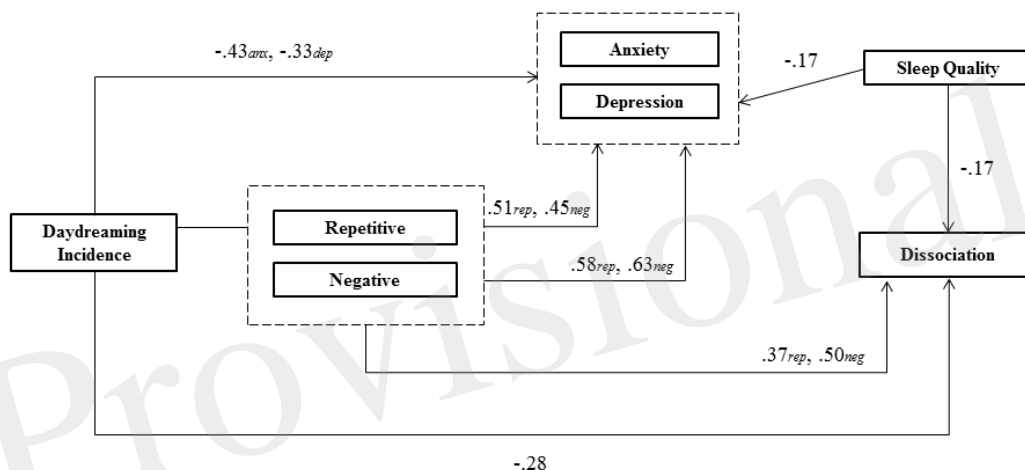 -.43anx, -.33dep
Anxiety
Depression
-.17
Sleep Quality
-.17
Daydreaming
Incidence
Repetitive
Negative
.51rep, .45neg
.58rep, .63neg
Dissociation
.37rep, .50neg
-.28
Provisional